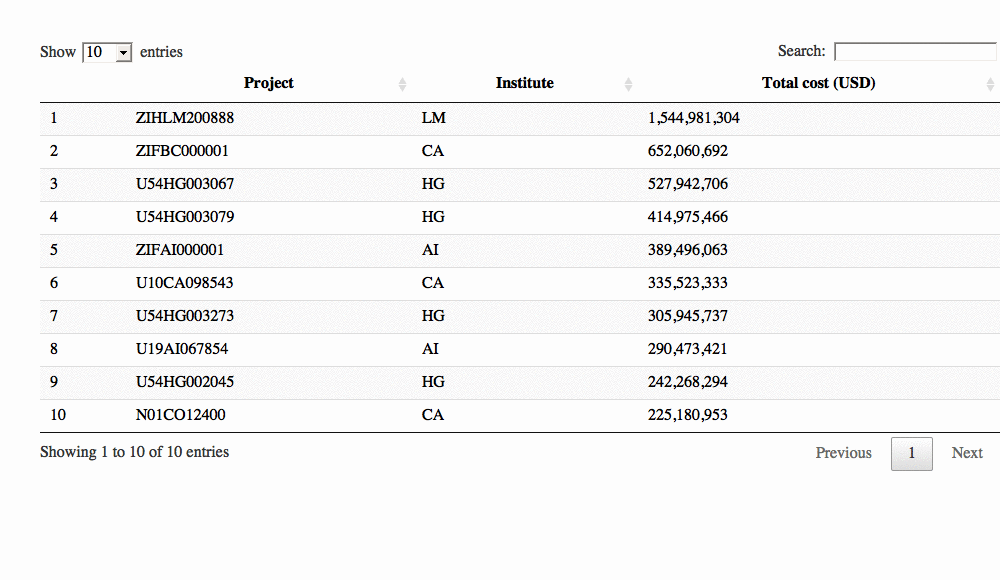 Show 10 entries Search:
Project Institute Total cost (USD)
1 ZIHLM200888 LM 1,544,981,304
2 ZIFBC000001 CA 652,060,692
3 U54HG003067 HG 527,942,706
4 U54HG003079 HG 414,975,466
5 ZIFAI000001 AI 389,496,063
6 U10CA098543 CA 335,523,333
7 U54HG003273 HG 305,945,737
8 U19AI067854 AI 290,473,421
9 U54HG002045 HG 242,268,294
10 N01CO12400 CA 225,180,953
Showing 1 to 10 of 10 entries Previous 1 Next